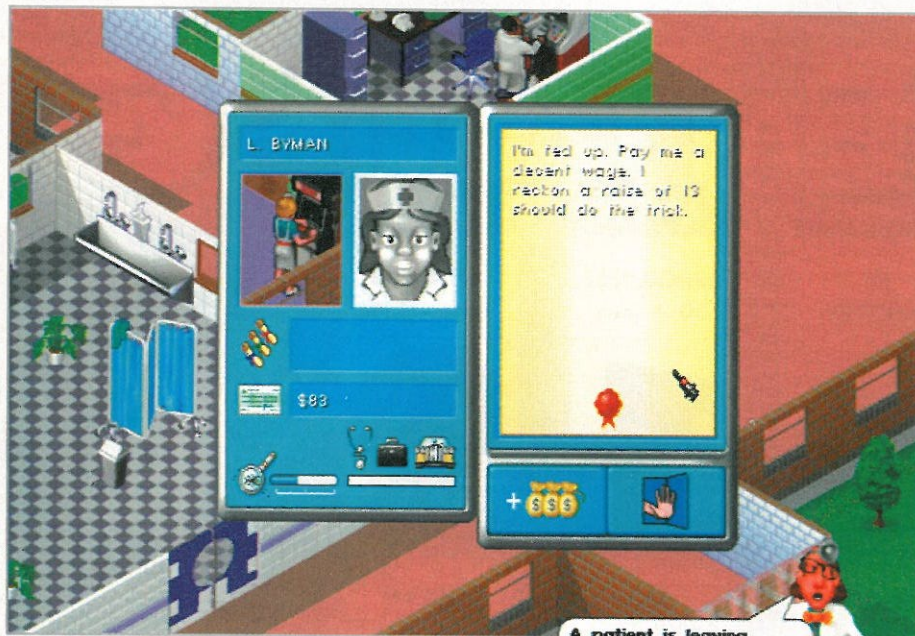 L. BYMAN
I'm fed up. Pay me a
decent wage. I
reckon a raise of 13
should do the trick.
$83
+ $ $ $
A patient is leaving